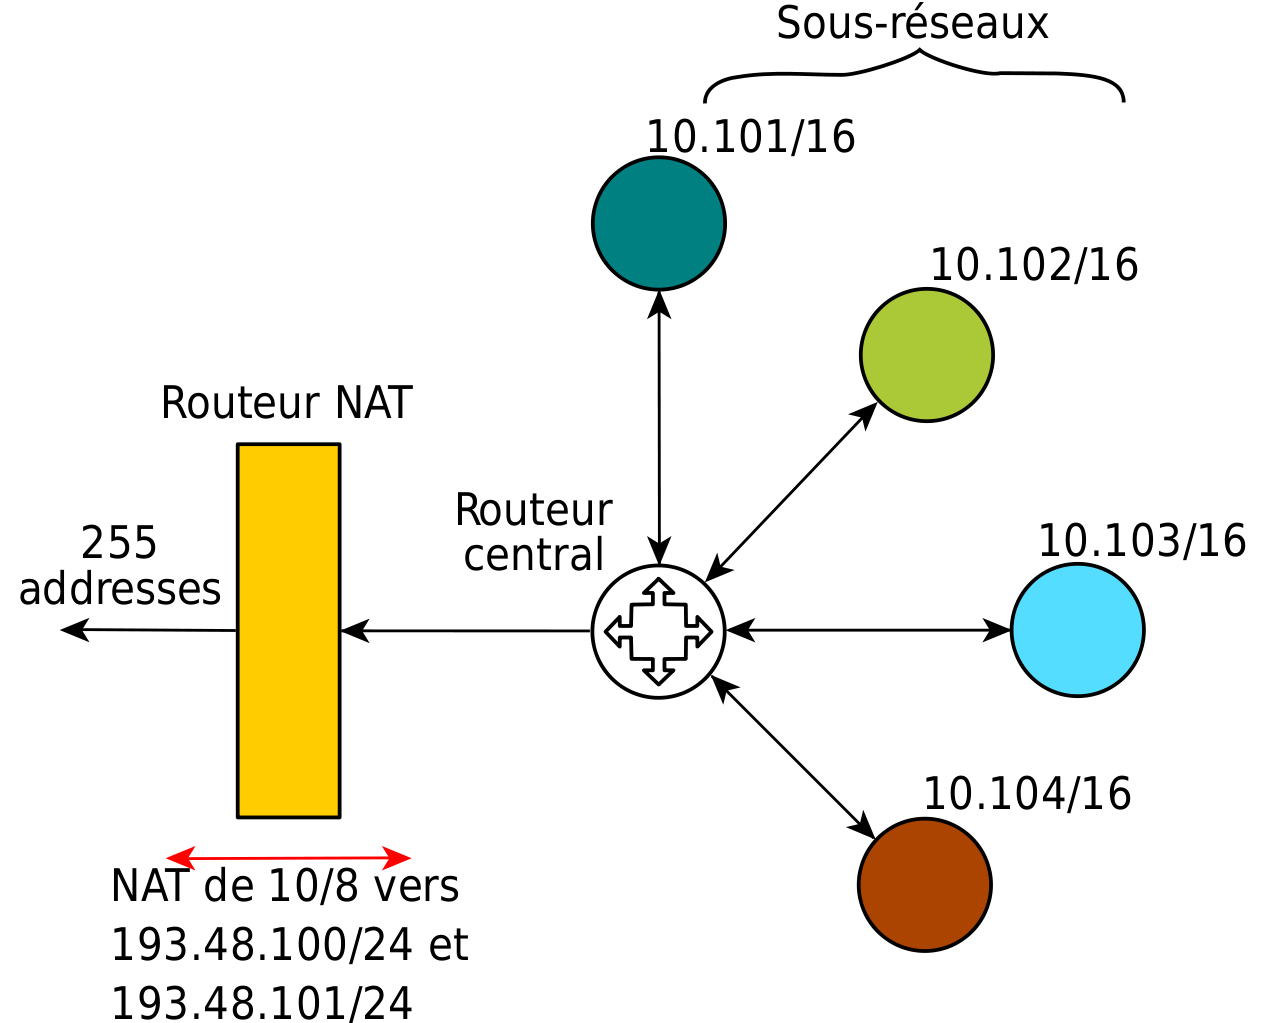 Sous-réseaux
10.101/16
10.102/16
Routeur NAT
Routeur
central
255
addresses
10.103/16
10.104/16
NAT de 10/8 vers
193.48.100/24 et
193.48.101/24